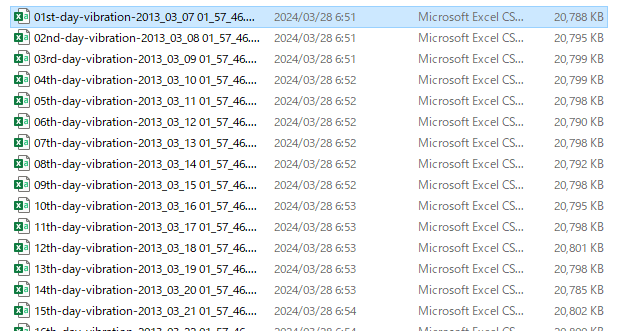 01st-day-vibration-2013_03_07 01_57_46.... 2024/03/28 6:51 Microsoft Excel CS... 20,788 KB
02nd-day-vibration-2013_03_08 01_57_46.... 2024/03/28 6:51 Microsoft Excel CS... 20,795 KB
03rd-day-vibration-2013_03_09 01_57_46.... 2024/03/28 6:51 Microsoft Excel CS... 20,799 KB
04th-day-vibration-2013_03_10 01_57_46.... 2024/03/28 6:52 Microsoft Excel CS... 20,799 KB
05th-day-vibration-2013_03_11 01_57_46.... 2024/03/28 6:52 Microsoft Excel CS... 20,798 KB
06th-day-vibration-2013_03_12 01_57_46.... 2024/03/28 6:52 Microsoft Excel CS... 20,790 KB
07th-day-vibration-2013_03_13 01_57_46.... 2024/03/28 6:52 Microsoft Excel CS... 20,798 KB
08th-day-vibration-2013_03_14 01_57_46.... 2024/03/28 6:52 Microsoft Excel CS... 20,792 KB
09th-day-vibration-2013_03_15 01_57_46.... 2024/03/28 6:52 Microsoft Excel CS... 20,798 KB
10th-day-vibration-2013_03_16 01_57_46.... 2024/03/28 6:53 Microsoft Excel CS... 20,795 KB
11th-day-vibration-2013_03_17 01_57_46.... 2024/03/28 6:53 Microsoft Excel CS... 20,798 KB
12th-day-vibration-2013_03_18 01_57_46.... 2024/03/28 6:53 Microsoft Excel CS... 20,801 KB
13th-day-vibration-2013_03_19 01_57_46.... 2024/03/28 6:53 Microsoft Excel CS... 20,798 KB
14th-day-vibration-2013_03_20 01_57_46.... 2024/03/28 6:53 Microsoft Excel CS... 20,785 KB
15th-day-vibration-2013_03_21 01_57_46.... 2024/03/28 6:54 Microsoft Excel CS... 20,802 KB